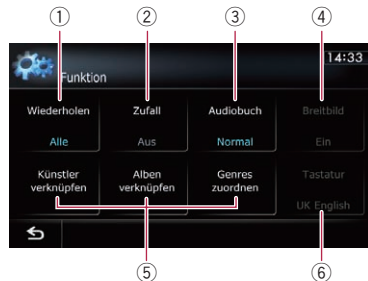 ① ② ③ ④
14:33
Funktion
Wiederholen Zufall Audiobuch Breitbild
Alle Aus Normal Ein
Künstler verknüpfen
Alben verknüpfen
Genres zuordnen
Tastatur
UK English
⑤ ⑥